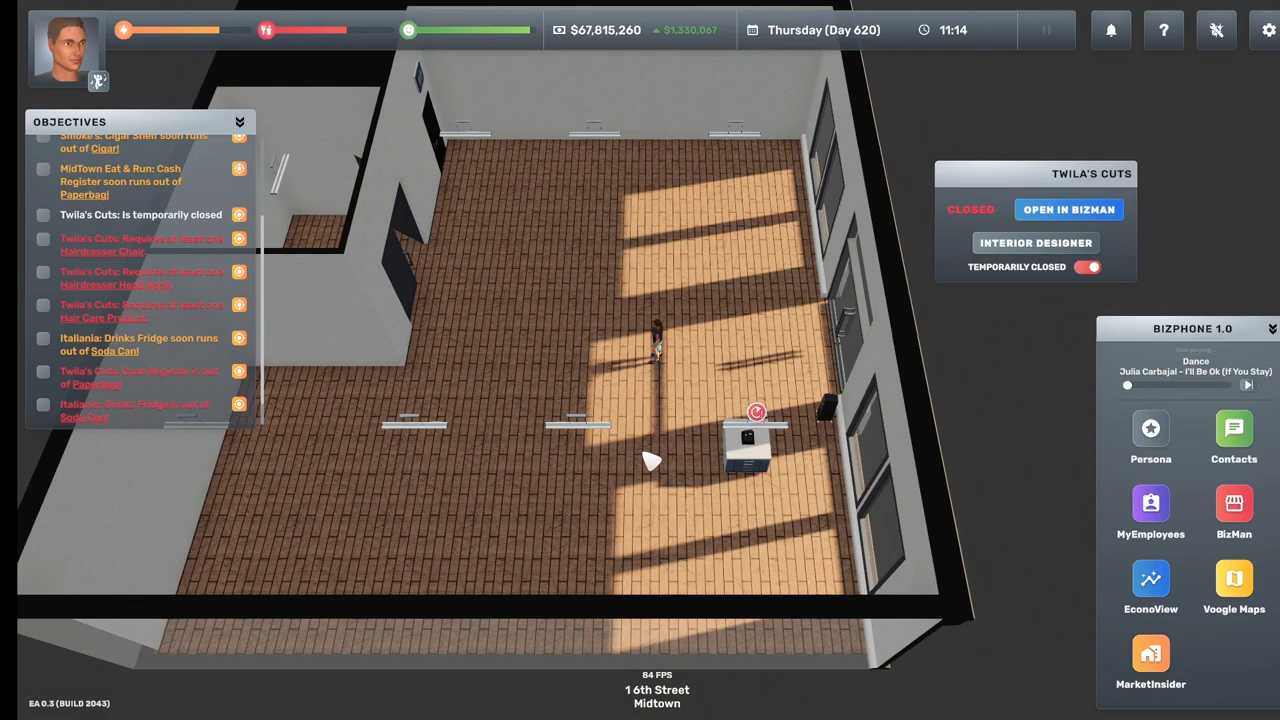 $67,815,260
$1,330,067
Thursday (Day 620)
11:14
?
OBJECTIVES
Smoke's: Cigar Shelf soon runs
out of Cigar!
MidTown Eat & Run: Cash
Register soon runs out of
Paperbag!
Twila's Cuts: Is temporarily closed
Twila's Cuts: Requires at least one
Hairdresser Chair.
Twila's Cuts: Requires at least one
Hairdresser Head Wash.
Twila's Cuts: Requires at least one
Hair Care Product.
Italiania: Drinks Fridge soon runs
out of Soda Can!
Twila's Cuts: Cash Register is out
of Paperbag!
Italiania: Drinks Fridge is out of
Soda Can!
TWILA'S CUTS
CLOSED
OPEN IN BIZMAN
INTERIOR DESIGNER
TEMPORARILY CLOSED
BIZPHONE 1.0
Now playing...
Dance
Julia Carbajal - I'll Be Ok (If You Stay)
Persona
Contacts
MyEmployees
BizMan
EconoView
Voogle Maps
MarketInsider
84 FPS
1 6th Street
Midtown
EA 0.3 (BUILD 2043)